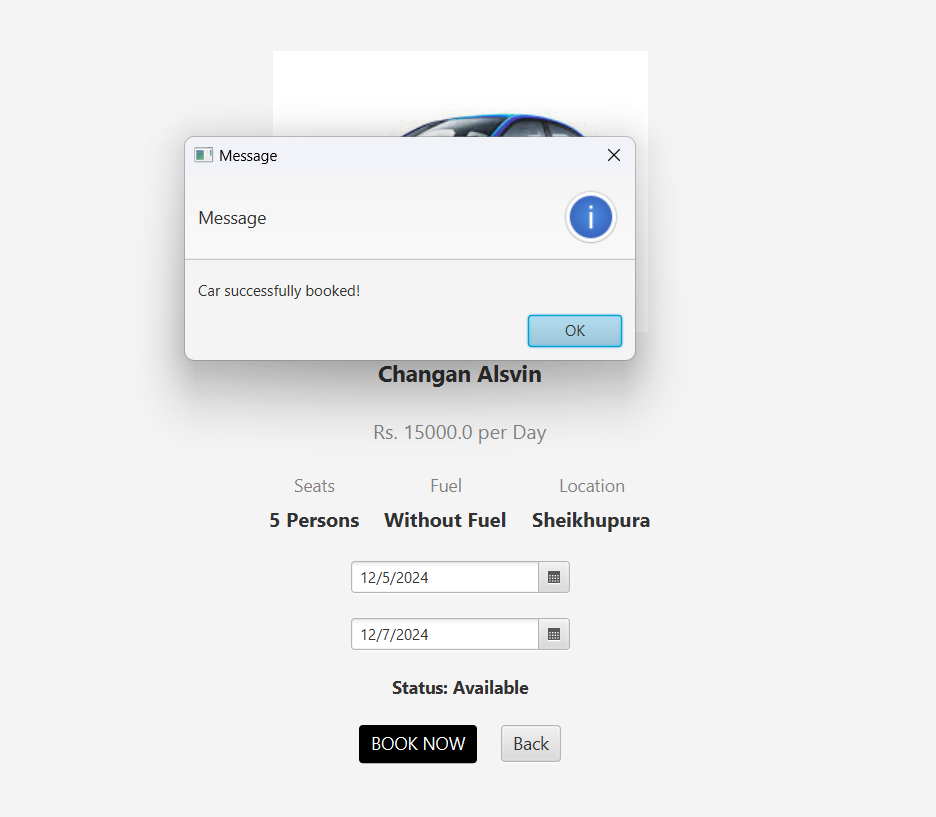 Message
Message
Car successfully booked!
OK
Changan Alsvin
Rs. 15000.0 per Day
Seats Fuel Location
5 Persons Without Fuel Sheikhupura
12/5/2024
12/7/2024
Status: Available
BOOK NOW Back